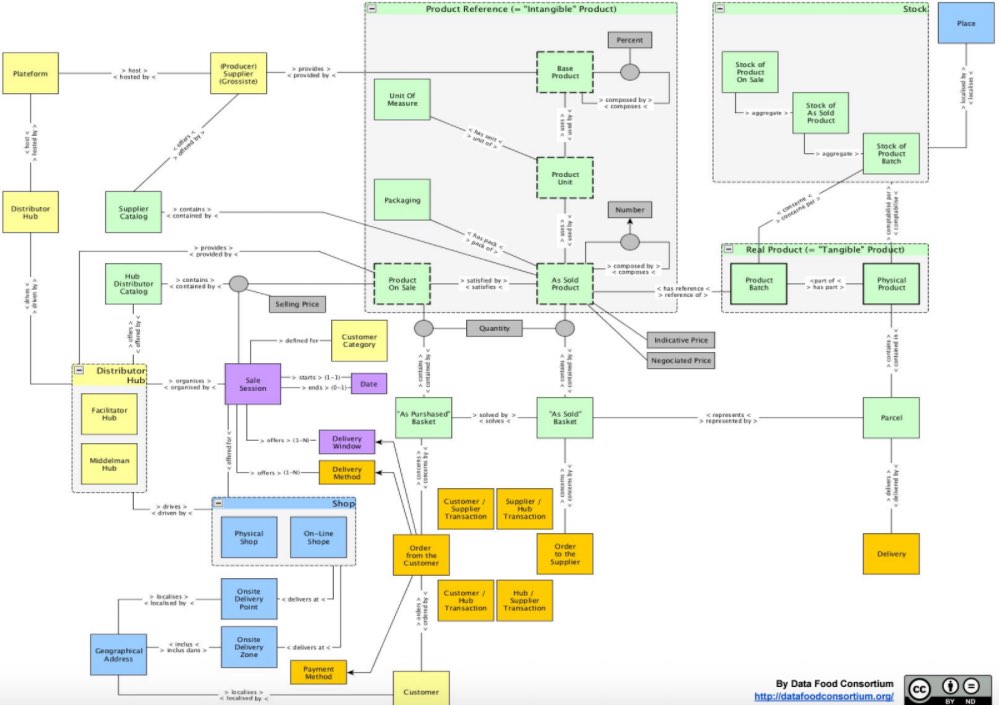 Product Reference (= "Intangible" Product)
Stock
Place
Percent
Plateform
> host >
< hosted by <
(Producer)
Supplier
(Grossiste)
> provides >
< provided by <
Base
Product
> composed by >
< composes <
Unit Of
Measure
< has unit <
> unit of >
> uses >
< used by <
Stock of
Product
On Sale
> aggregate >
Stock of
As Sold
Product
> aggregate >
Stock of
Product
Batch
> localised by >
< localises <
< host <
> hosted by >
> offers >
< offered by <
Distributor
Hub
Supplier
Catalog
> contains >
< contained by <
Packaging
< has pack <
> pack of >
Product
Unit
> uses >
< used by <
Number
> composed by >
< composes <
< concerne <
> concerné par >
> comptabilisé par >
< comptabilise <
> provides >
< provided by <
Hub
Distributor
Catalog
> contains >
< contained by <
Selling Price
Product
On Sale
> satisfied by >
< satisfies <
As Sold
Product
< has reference <
> reference of >
Real Product (= "Tangible" Product)
Product
Batch
<part of <
> has part >
Physical
Product
Quantity
Indicative Price
Negociated Price
< drives <
> driven by >
> offers >
< offered by <
> defined for >
Customer
Category
> contains >
< contained by <
> contains >
< contained by <
> contains >
< contained in <
Distributor
Hub
Facilitator
Hub
Middelman
Hub
> organises >
< organised by <
Sale
Session
> starts > (1-1)
> ends > (0-1)
Date
"As Purshased"
Basket
> solved by >
< solves <
"As Sold"
Basket
< represents <
> represented by >
Parcel
< offered for <
> offers > (1-N)
Delivery
Window
> offers > (1-N)
Delivery
Method
> concerns >
< concerns by <
> concerns >
< concerns by <
> delivers >
< delivered by <
> drives >
< driven by <
Shop
Physical
Shop
On-Line
Shope
Customer /
Supplier
Transaction
Supplier /
Hub
Transaction
Order
from the
Customer
Order
to the
Supplier
Delivery
Customer /
Hub
Transaction
Hub /
Supplier
Transaction
> localises >
< localised by <
Onsite
Delivery
Point
< delivers at <
> orders >
< ordered by <
Geographical
Address
< inclus <
> inclus dans >
Onsite
Delivery
Zone
< delivers at <
Payment
Method
> localises >
< localised by <
Customer
By Data Food Consortium
http://datafoodconsortium.org/
cc
BY ND